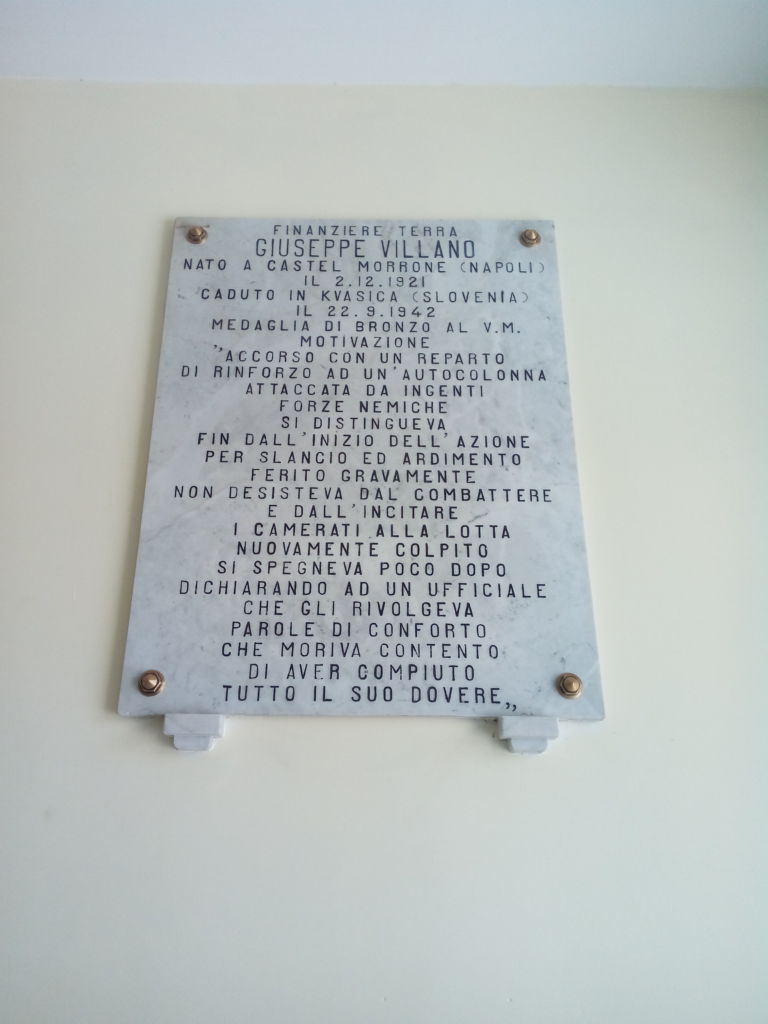 FINANZIERE TERRA
GIUSEPPE VILLANO
NATO A CASTEL MORRONE (NAPOLI)
IL 2.12.1921
CADUTO IN KVASICA (SLOVENIA)
IL 22.9.1942
MEDAGLIA DI BRONZO AL V.M.
MOTIVAZIONE
„ACCORSO CON UN REPARTO
DI RINFORZO AD UN'AUTOCOLONNA
ATTACCATA DA INGENTI
FORZE NEMICHE
SI DISTINGUEVA
FIN DALL'INIZIO DELL'AZIONE
PER SLANCIO ED ARDIMENTO
FERITO GRAVAMENTE
NON DESISTEVA DAL COMBATTERE
E DALL'INCITARE
I CAMERATI ALLA LOTTA
NUOVAMENTE COLPITO
SI SPEGNEVA POCO DOPO
DICHIARANDO AD UN UFFICIALE
CHE GLI RIVOLGEVA
PAROLE DI CONFORTO
CHE MORIVA CONTENTO
DI AVER COMPIUTO
TUTTO IL SUO DOVERE„